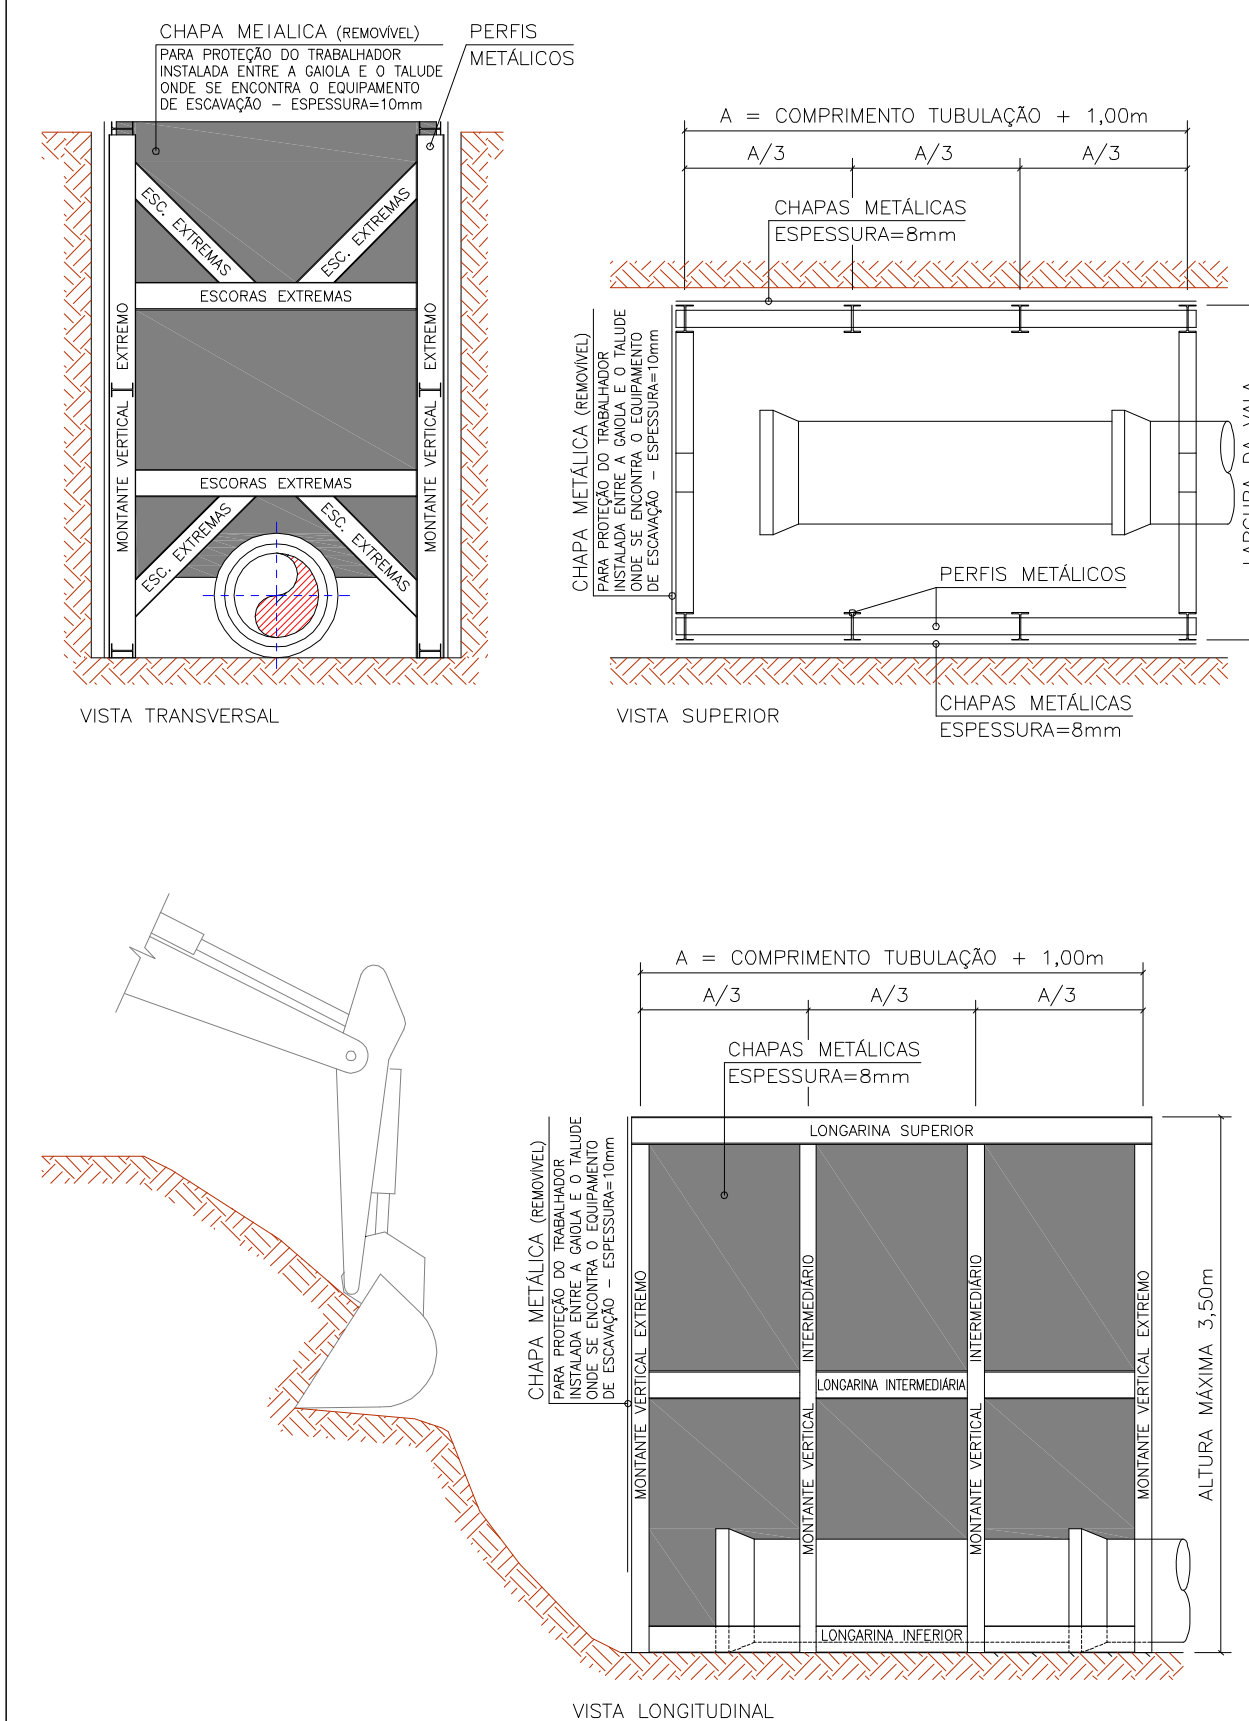 CHAPA MEIALICA (REMOVÍVEL)
PARA PROTEÇÃO DO TRABALHADOR
INSTALADA ENTRE A GAIOLA E O TALUDE
ONDE SE ENCONTRA O EQUIPAMENTO
DE ESCAVAÇÃO – ESPESSURA=10mm
PERFIS
METÁLICOS
ESC. EXTREMAS
ESC. EXTREMAS
ESCORAS EXTREMAS
MONTANTE VERTICAL EXTREMO
MONTANTE VERTICAL EXTREMO
ESCORAS EXTREMAS
ESC. EXTREMAS
ESC. EXTREMAS
VISTA TRANSVERSAL
A = COMPRIMENTO TUBULAÇÃO + 1,00m
A/3
A/3
A/3
CHAPAS METÁLICAS
ESPESSURA=8mm
CHAPA METÁLICA (REMOVÍVEL)
PARA PROTEÇÃO DO TRABALHADOR
INSTALADA ENTRE A GAIOLA E O TALUDE
ONDE SE ENCONTRA O EQUIPAMENTO
DE ESCAVAÇÃO – ESPESSURA=10mm
LARGURA DA VALA
PERFIS METÁLICOS
CHAPAS METÁLICAS
ESPESSURA=8mm
VISTA SUPERIOR
A = COMPRIMENTO TUBULAÇÃO + 1,00m
A/3
A/3
A/3
CHAPAS METÁLICAS
ESPESSURA=8mm
CHAPA METÁLICA (REMOVÍVEL)
PARA PROTEÇÃO DO TRABALHADOR
INSTALADA ENTRE A GAIOLA E O TALUDE
ONDE SE ENCONTRA O EQUIPAMENTO
DE ESCAVAÇÃO – ESPESSURA=10mm
LONGARINA SUPERIOR
MONTANTE VERTICAL EXTREMO
MONTANTE VERTICAL INTERMEDIÁRIO
LONGARINA INTERMEDIÁRIA
MONTANTE VERTICAL INTERMEDIÁRIO
MONTANTE VERTICAL EXTREMO
ALTURA MÁXIMA 3,50m
LONGARINA INFERIOR
VISTA LONGITUDINAL